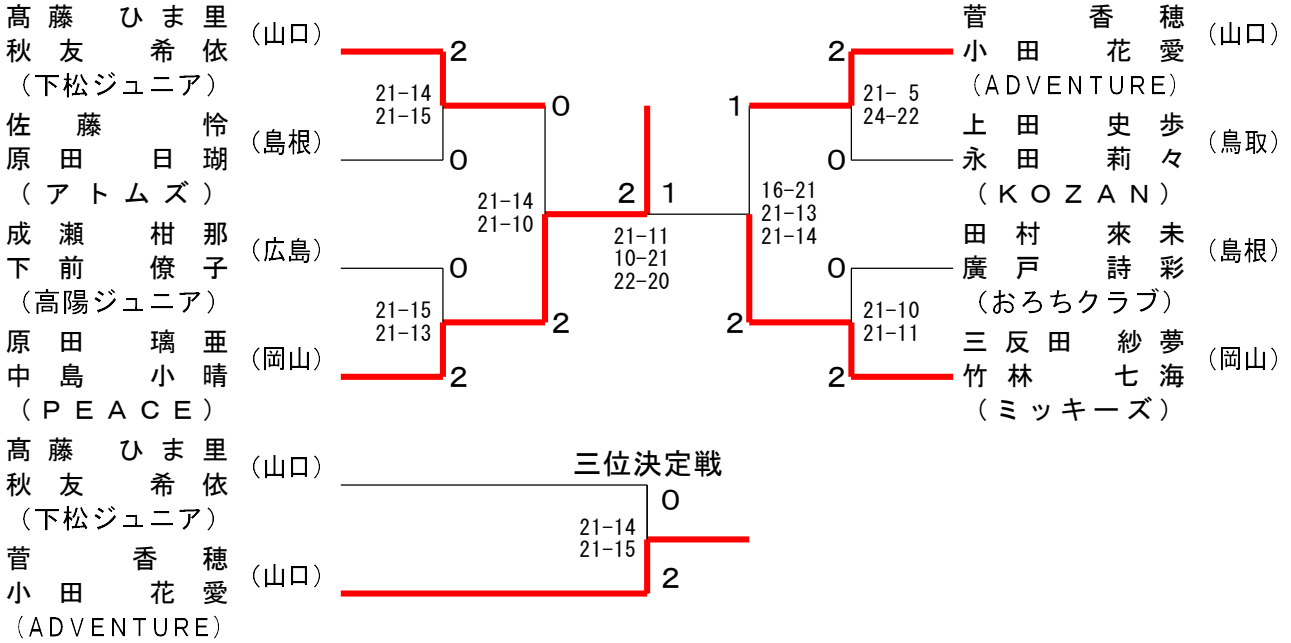 髙藤 ひま里
秋友 希依
(下松ジュニア)
(山口)
佐藤 怜
原田 日瑚
(アトムズ)
(島根)
成瀬 柑那
下前 僚子
(高陽ジュニア)
(広島)
原田 璃亜
中島 小晴
(PEACE)
(岡山)
2
21-14
21-15
0
0
21-14
21-10
0
21-15
21-13
2
2
2 1
21-11
10-21
22-20
1
16-21
21-13
21-14
2
2
21- 5
24-22
0
0
21-10
21-11
2
菅 香穂
小田 花愛
(ADVENTURE)
(山口)
上田 史歩
永田 莉々
(KOZAN)
(鳥取)
田村 來未
廣戸 詩彩
(おろちクラブ)
(島根)
三反田 紗夢
竹林 七海
(ミッキーズ)
(岡山)
三位決定戦
髙藤 ひま里
秋友 希依
(下松ジュニア)
(山口)
菅 香穂
小田 花愛
(ADVENTURE)
(山口)
0
21-14
21-15
2